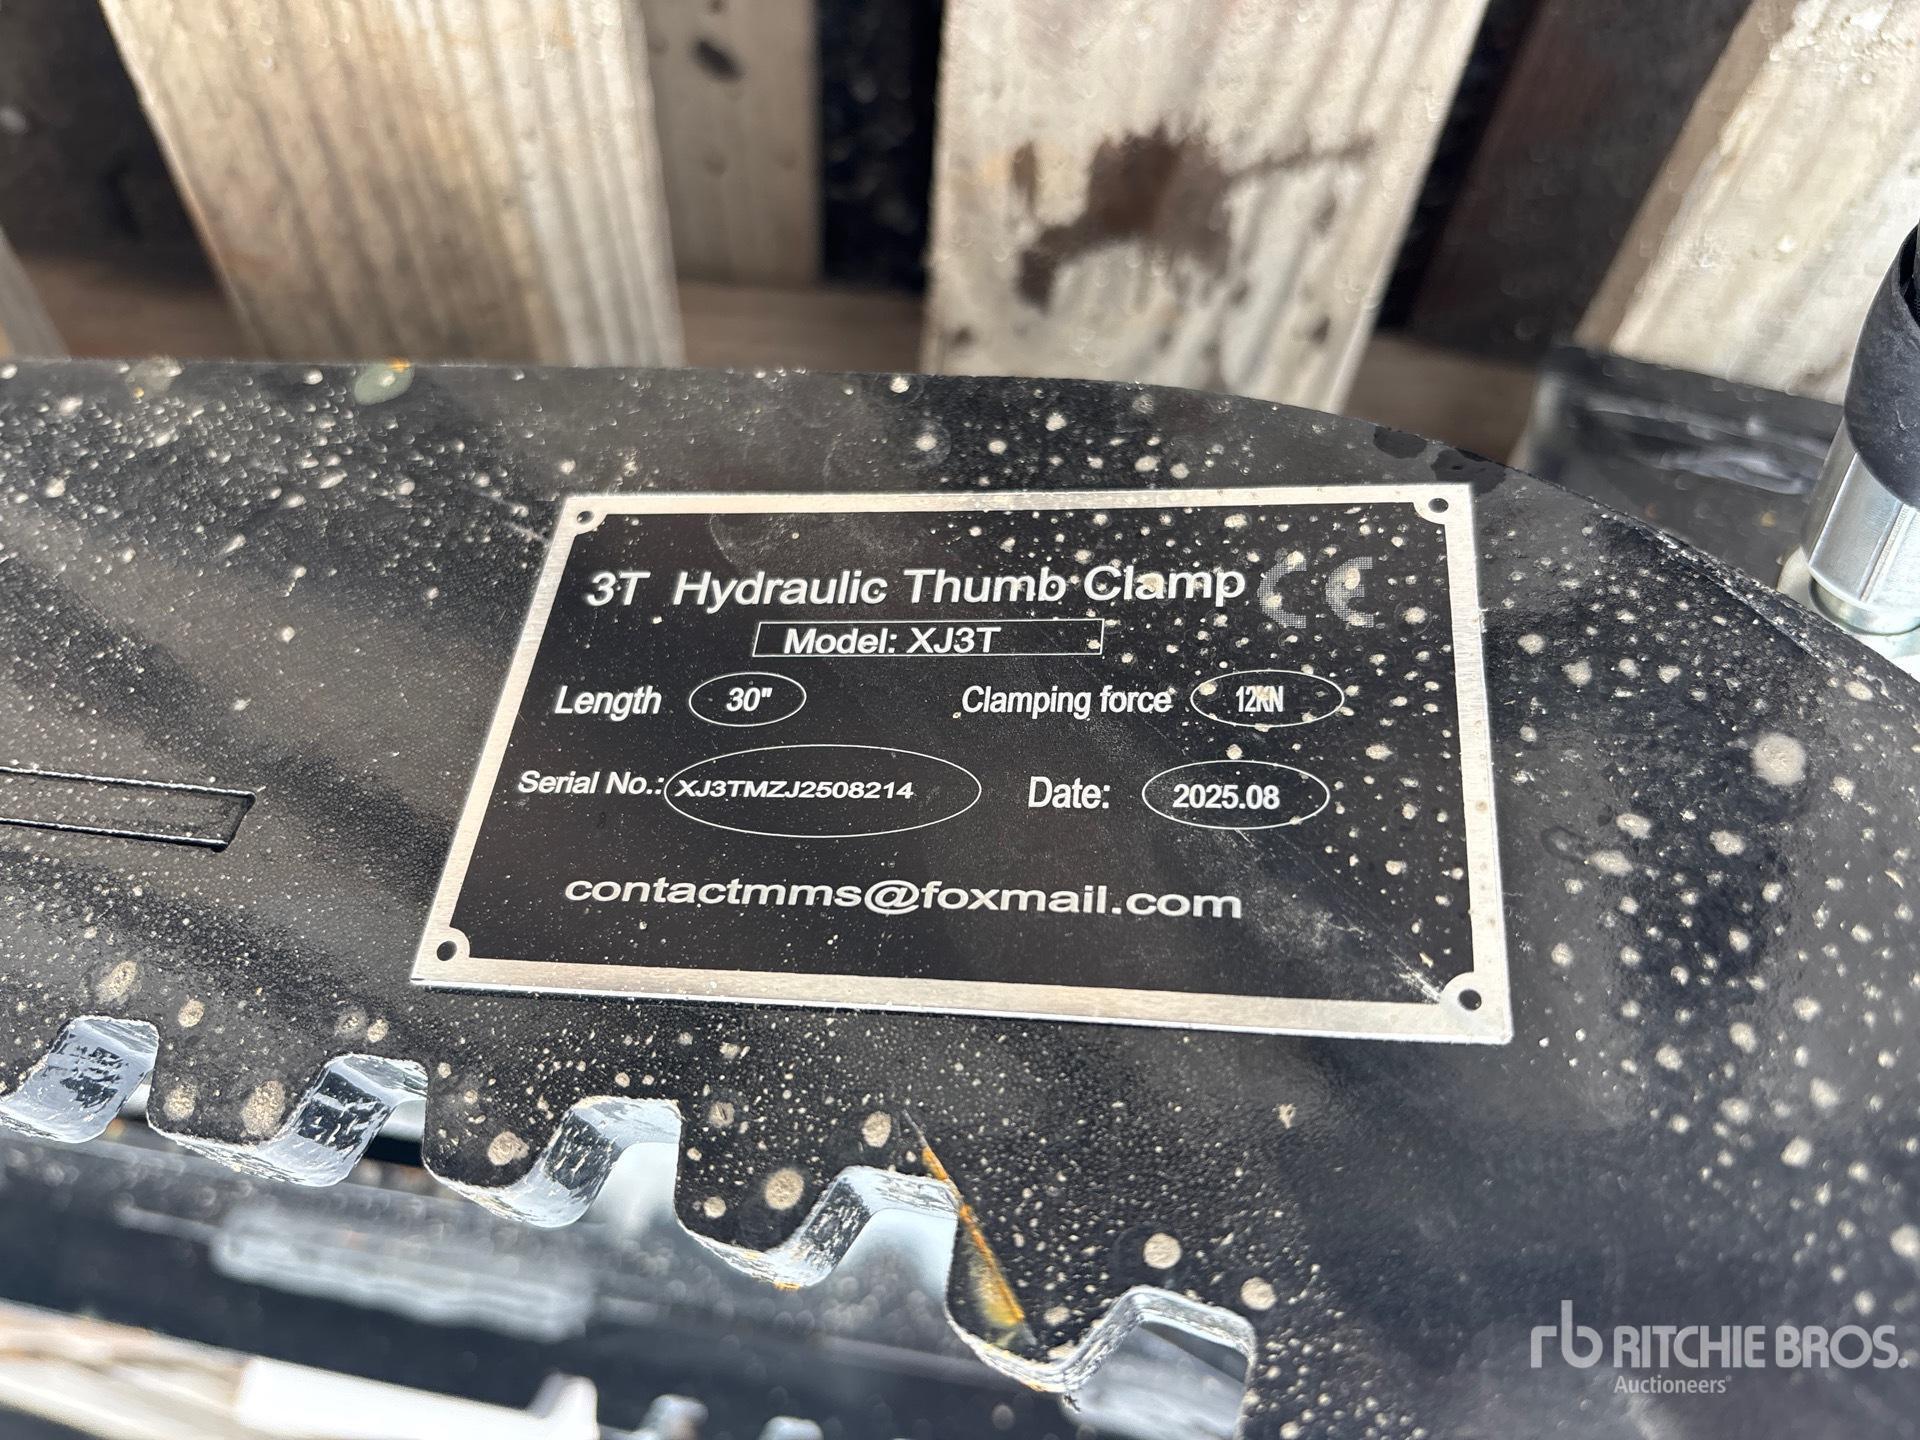 3T Hydraulic Thumb Clamp CE
Model: XJ3T
Length 30" Clamping force 12KN
Serial No.: XJ3TMZJ2508214 Date: 2025.08
contactmms@foxmail.com
rb RITCHIE BROS.
Auctioneers